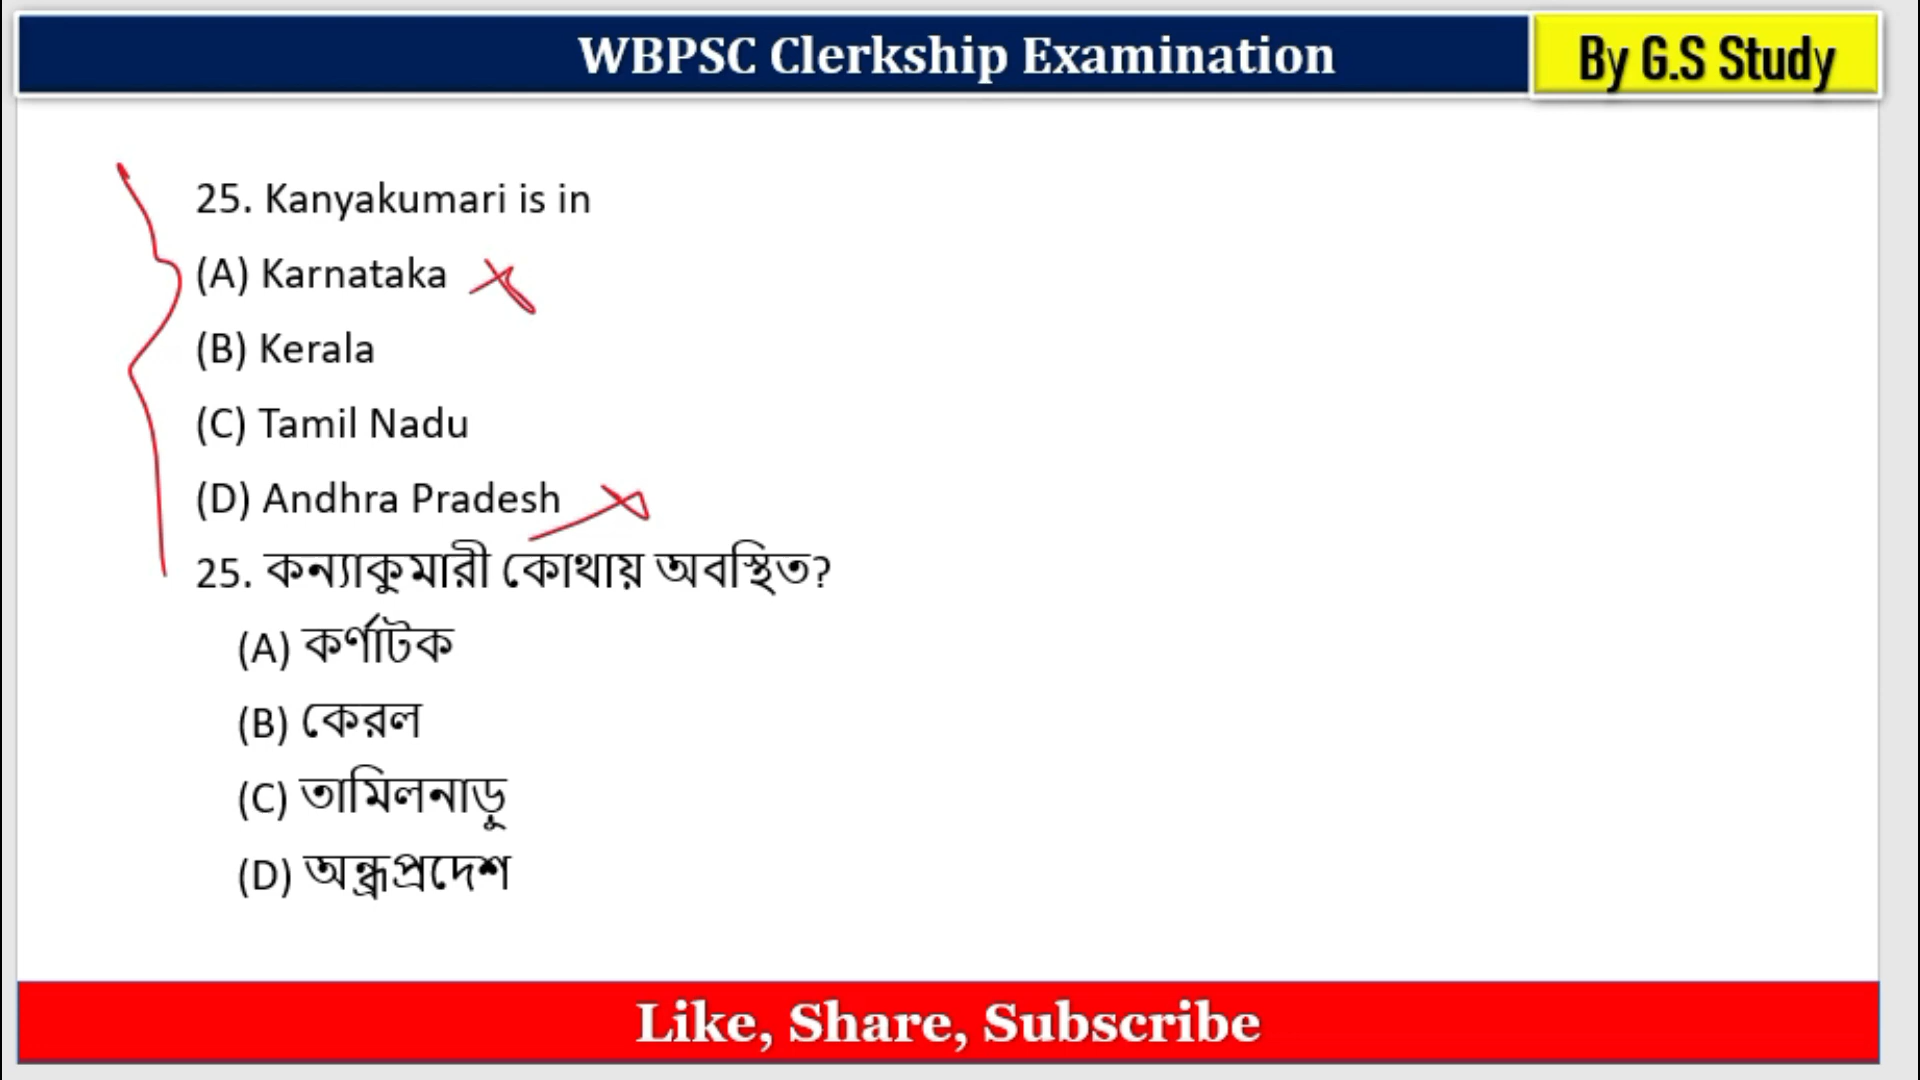 WBPSC Clerkship Examination
By G.S Study
25. Kanyakumari is in
(A) Karnataka
(B) Kerala
(C) Tamil Nadu
(D) Andhra Pradesh
25. কন্যাকুমারী কোথায় অবস্থিত?
(A) কর্ণাটক
(B) কেরল
(C) তামিলনাড়ু
(D) অন্ধ্রপ্রদেশ
Like, Share, Subscribe